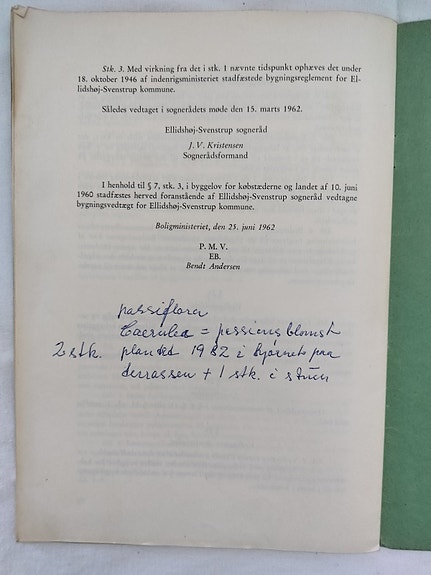 Stk. 3. Med virkning fra det i stk. 1 nævnte tidspunkt ophæves det under
18. oktober 1946 af indenrigsministeriet stadfæstede bygningsreglement for El-
lidshøj-Svenstrup kommune.
Således vedtaget i sognerådets møde den 15. marts 1962.
Ellidshøj-Svenstrup sogneråd
J. V. Kristensen
Sognerådsformand
I henhold til § 7, stk. 3, i byggelov for købstæderne og landet af 10. juni
1960 stadfæstes herved foranstående af Ellidshøj-Svenstrup sogneråd vedtagne
bygningsvedtægt for Ellidshøj-Svenstrup kommune.
Boligministeriet, den 25. juni 1962
P. M. V.
EB.
Bendt Andersen
passiflora
Caerulea = pessionsblomst
2 stk. plantet 1982 i hjørnet paa
terrassen + 1 stk. i stuen